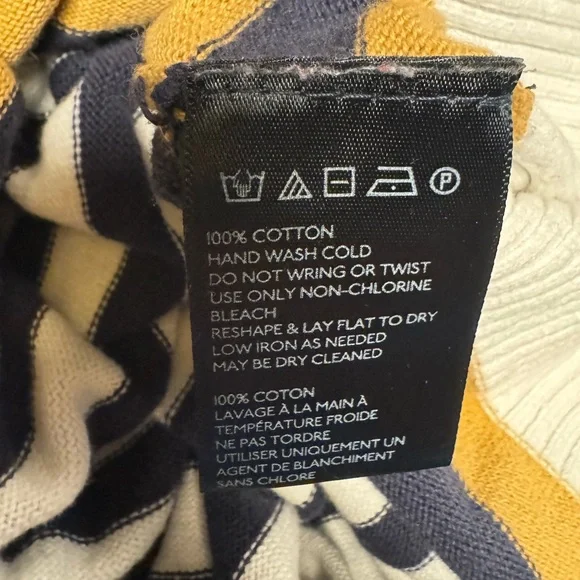 P
100% COTTON
HAND WASH COLD
DO NOT WRING OR TWIST
USE ONLY NON-CHLORINE
BLEACH
RESHAPE & LAY FLAT TO DRY
LOW IRON AS NEEDED
MAY BE DRY CLEANED
100% COTON
LAVAGE À LA MAIN À
TEMPÉRATURE FROIDE
NE PAS TORDRE
UTILISER UNIQUEMENT UN
AGENT DE BLANCHIMENT
SANS CHLORE